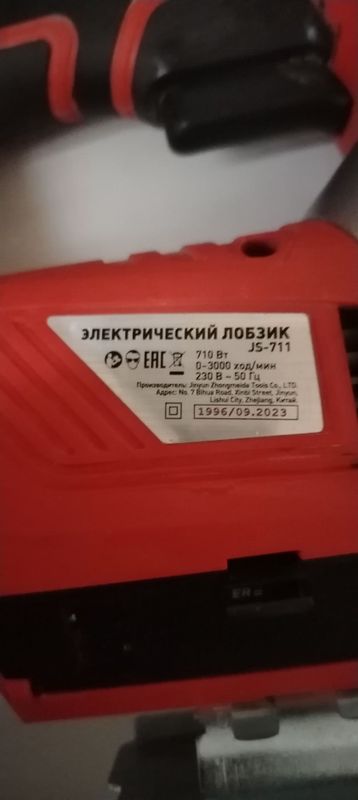 ЭЛЕКТРИЧЕСКИЙ ЛОБЗИК
JS-711
EAC
710 Вт
0-3000 ход/мин
230 В ~ 50 Гц
Производитель: Jinyun Zhongmeida Tools Co., LTD.
Адрес: No. 7 Bihua Road, Xinbi Street, Jinyun,
Lishui City, Zhejiang, Китай.
1996/09.2023